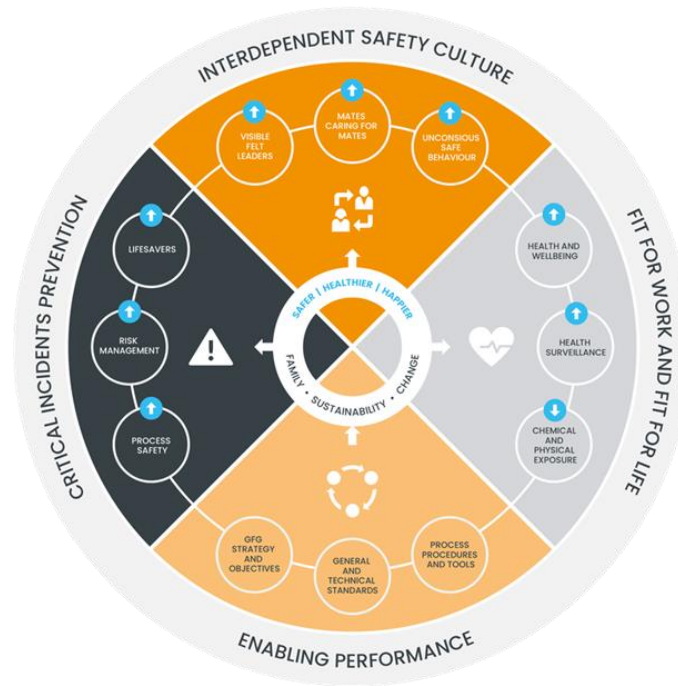 INTERDEPENDENT SAFETY CULTURE
VISIBLE
FELT
LEADERS
MATES
CARING FOR
MATES
UNCONSIOUS
SAFE
BEHAVIOUR
CRITICAL INCIDENTS PREVENTION
LIFESAVERS
RISK
MANAGEMENT
PROCESS
SAFETY
SAFER | HEALTHIER | HAPPIER
FAMILY • SUSTAINABILITY • CHANGE
FIT FOR WORK AND FIT FOR LIFE
HEALTH AND
WELLBEING
HEALTH
SURVEILLANCE
CHEMICAL
AND
PHYSICAL
EXPOSURE
GFG
STRATEGY
AND
OBJECTIVES
GENERAL
AND
TECHNICAL
STANDARDS
PROCESS
PROCEDURES
AND TOOLS
ENABLING PERFORMANCE